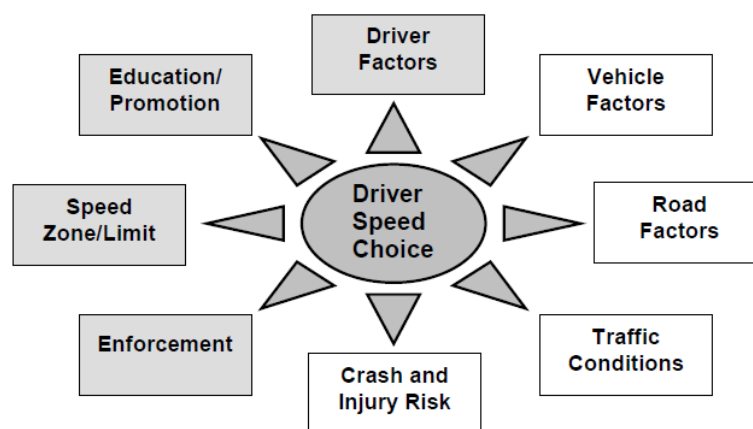 Driver
Factors
Education/
Promotion
Vehicle
Factors
Speed
Zone/Limit
Driver
Speed
Choice
Road
Factors
Enforcement
Crash and
Injury Risk
Traffic
Conditions